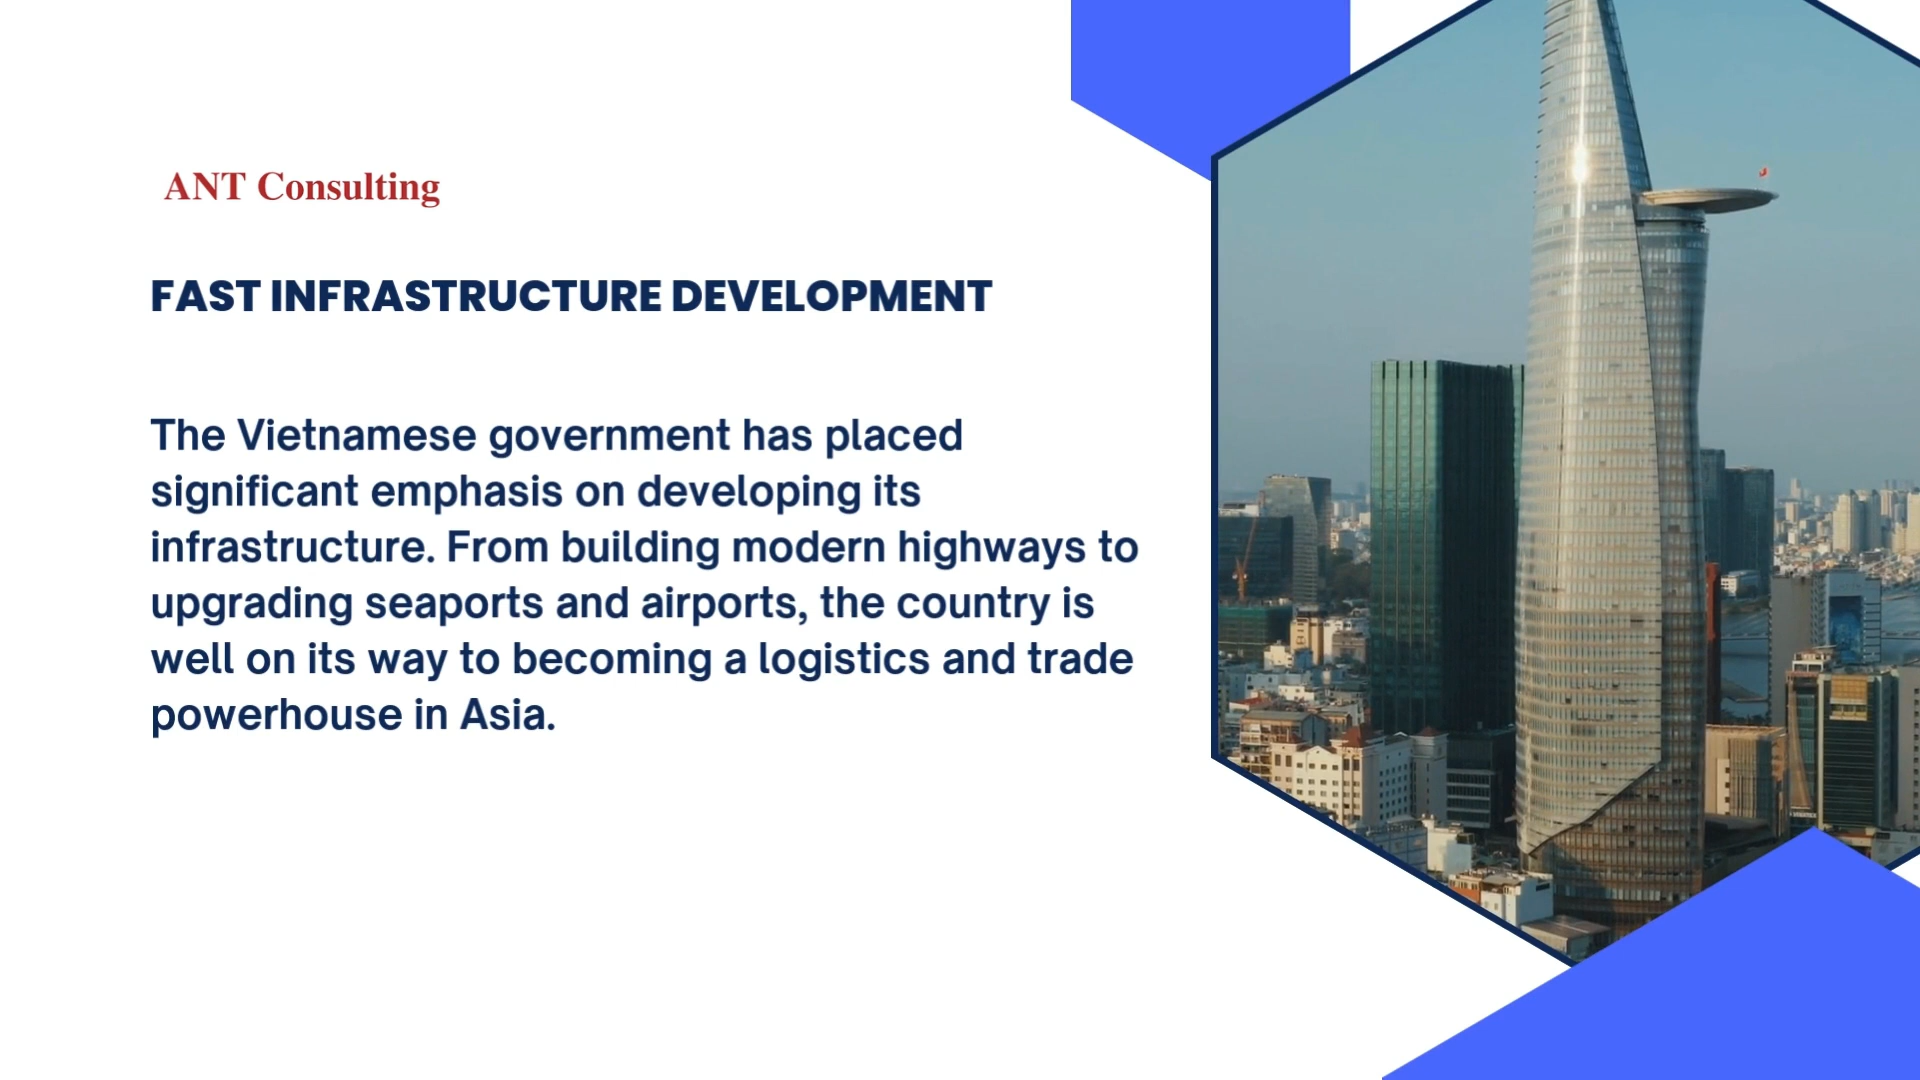 ANT Consulting
FAST INFRASTRUCTURE DEVELOPMENT
The Vietnamese government has placed
significant emphasis on developing its
infrastructure. From building modern highways to
upgrading seaports and airports, the country is
well on its way to becoming a logistics and trade
powerhouse in Asia.